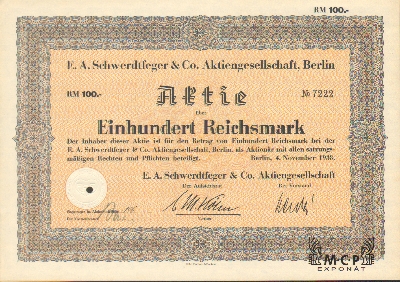 RM 100.-
E. A. Schwerdtfeger & Co. Aktiengesellschaft, Berlin
RM 100.-
Aktie
№ 7222
über
Einhundert Reichsmark
Der Inhaber dieser Aktie ist für den Betrag von Einhundert Reichsmark bei der
E. A. Schwerdtfeger & Co. Aktiengesellschaft, Berlin, als Aktionär mit allen satzungs-
mäßigen Rechten und Pflichten beteiligt.
Berlin, 4. November 1938.
E. A. Schwerdtfeger & Co. Aktiengesellschaft
Der Aufsichtsrat
Der Vorstand
MCP
EXPONÁT